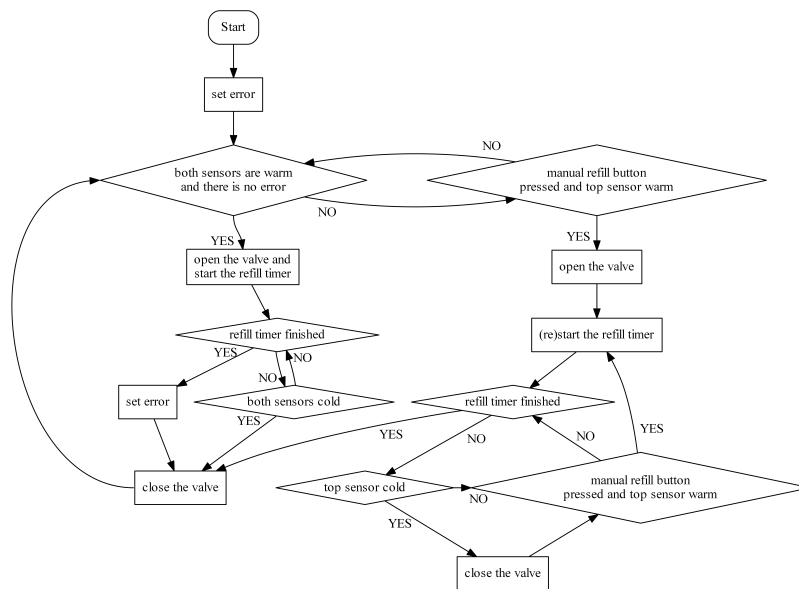 Start
set error
both sensors are warm
and there is no error
NO
manual refill button
pressed and top sensor warm
NO
YES
open the valve and
start the refill timer
YES
open the valve
refill timer finished
(re)start the refill timer
YES
NO
NO
set error
both sensors cold
refill timer finished
YES
YES
NO
NO
YES
close the valve
top sensor cold
NO
manual refill button
pressed and top sensor warm
YES
close the valve